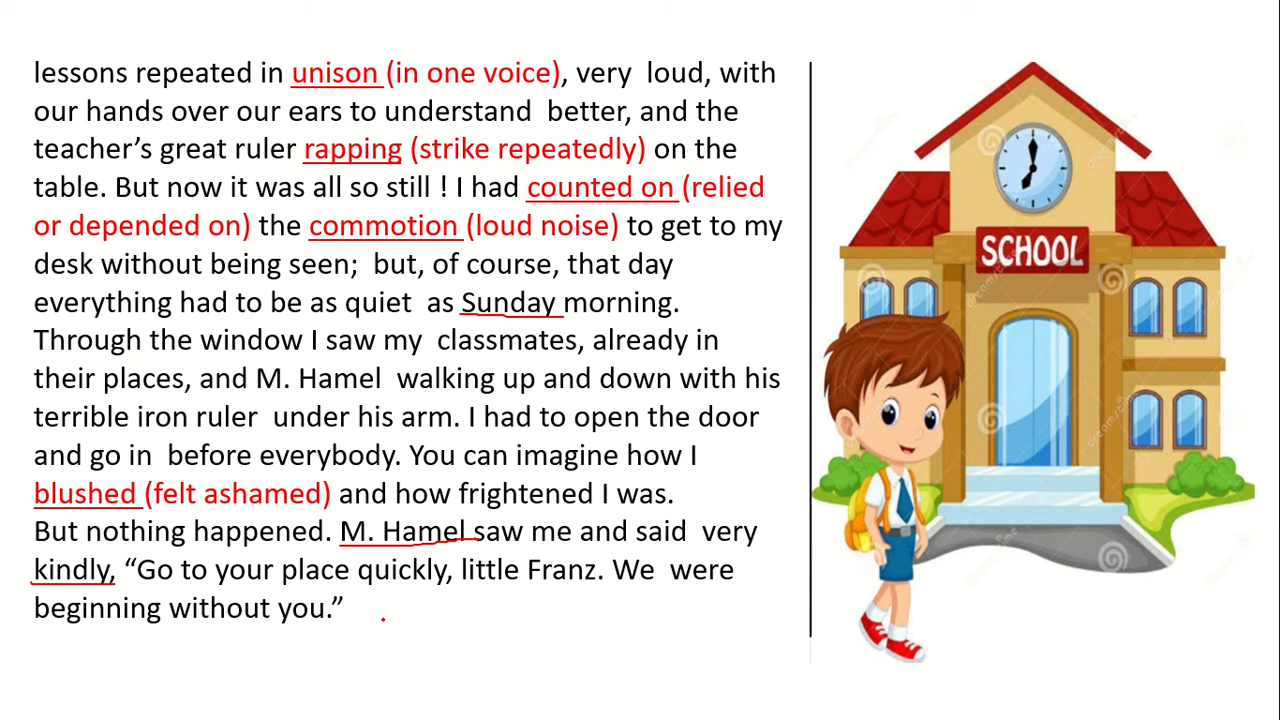 lessons repeated in unison (in one voice), very loud, with
our hands over our ears to understand better, and the
teacher’s great ruler rapping (strike repeatedly) on the
table. But now it was all so still ! I had counted on (relied
or depended on) the commotion (loud noise) to get to my
desk without being seen; but, of course, that day
everything had to be as quiet as Sunday morning.
Through the window I saw my classmates, already in
their places, and M. Hamel walking up and down with his
terrible iron ruler under his arm. I had to open the door
and go in before everybody. You can imagine how I
blushed (felt ashamed) and how frightened I was.
But nothing happened. M. Hamel saw me and said very
kindly, “Go to your place quickly, little Franz. We were
beginning without you.”
SCHOOL